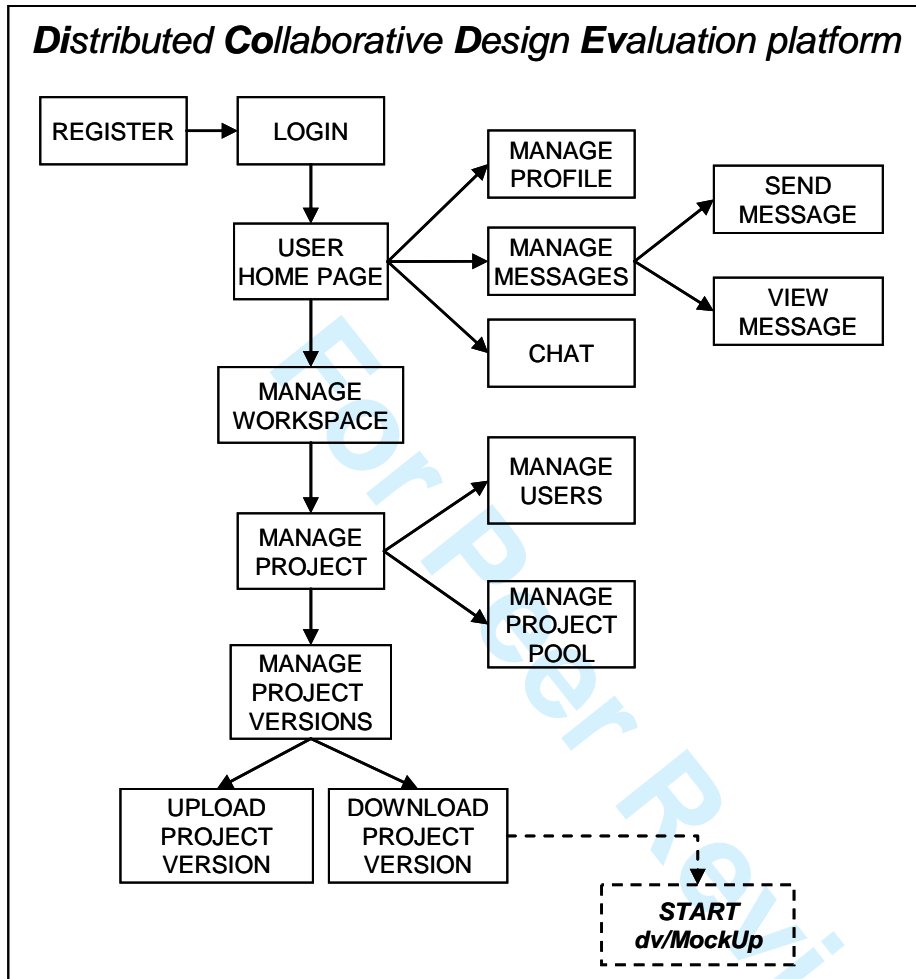 Distributed Collaborative Design Evaluation platform
REGISTER
LOGIN
MANAGE
PROFILE
SEND
MESSAGE
USER
HOME PAGE
MANAGE
MESSAGES
VIEW
MESSAGE
CHAT
MANAGE
WORKSPACE
MANAGE
USERS
MANAGE
PROJECT
MANAGE
PROJECT
POOL
MANAGE
PROJECT
VERSIONS
UPLOAD
PROJECT
VERSION
DOWNLOAD
PROJECT
VERSION
START
dv/MockUp
For Peer Revi